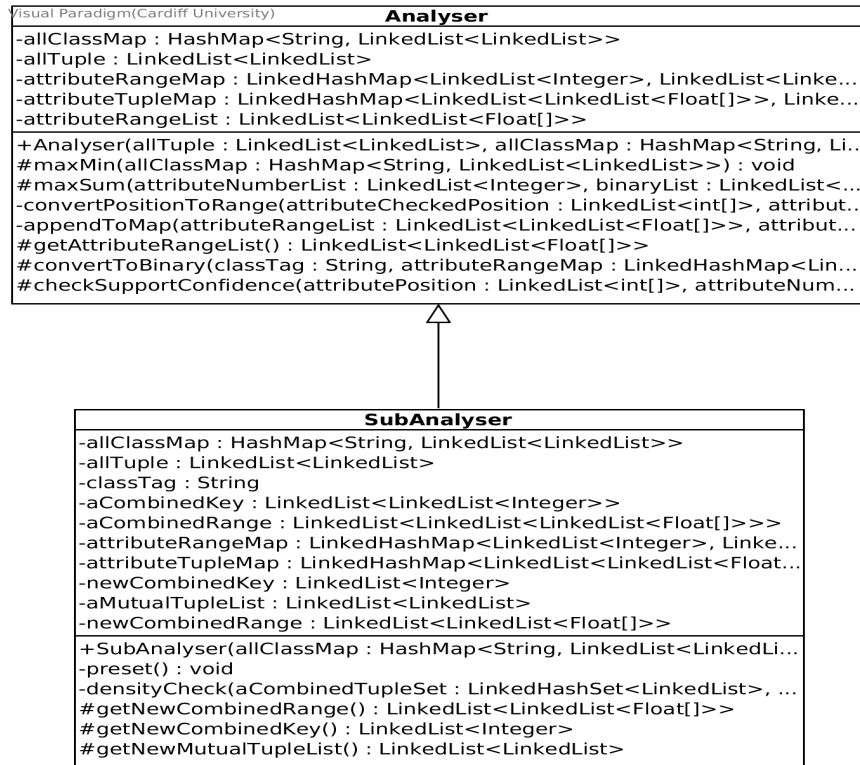 Visual Paradigm(Cardiff University)
Analyser
-allClassMap : HashMap<String, LinkedList<LinkedList>>
-allTuple : LinkedList<LinkedList>
-attributeRangeMap : LinkedHashMap<LinkedList<Integer>, LinkedList<Linke...
-attributeTupleMap : LinkedHashMap<LinkedList<LinkedList<Float[]>>, Linke...
-attributeRangeList : LinkedList<LinkedList<Float[]>>
+Analyser(allTuple : LinkedList<LinkedList>, allClassMap : HashMap<String, Li...
#maxMin(allClassMap : HashMap<String, LinkedList<LinkedList>>) : void
#maxSum(attributeNumberList : LinkedList<Integer>, binaryList : LinkedList<...
-convertPositionToRange(attributeCheckedPosition : LinkedList<int[]>, attribut...
-appendToMap(attributeRangeList : LinkedList<LinkedList<Float[]>>, attribut...
#getAttributeRangeList() : LinkedList<LinkedList<Float[]>>
#convertToBinary(classTag : String, attributeRangeMap : LinkedHashMap<Lin...
#checkSupportConfidence(attributePosition : LinkedList<int[]>, attributeNum...
SubAnalyser
-allClassMap : HashMap<String, LinkedList<LinkedList>>
-allTuple : LinkedList<LinkedList>
-classTag : String
-aCombinedKey : LinkedList<LinkedList<Integer>>
-aCombinedRange : LinkedList<LinkedList<LinkedList<Float[]>>>
-attributeRangeMap : LinkedHashMap<LinkedList<Integer>, Linke...
-attributeTupleMap : LinkedHashMap<LinkedList<LinkedList<Float...
-newCombinedKey : LinkedList<Integer>
-aMutualTupleList : LinkedList<LinkedList>
-newCombinedRange : LinkedList<LinkedList<Float[]>>
+SubAnalyser(allClassMap : HashMap<String, LinkedList<LinkedLi...
-preset() : void
-densityCheck(aCombinedTupleSet : LinkedHashSet<LinkedList>, ...
#getNewCombinedRange() : LinkedList<LinkedList<Float[]>>
#getNewCombinedKey() : LinkedList<Integer>
#getNewMutualTupleList() : LinkedList<LinkedList>